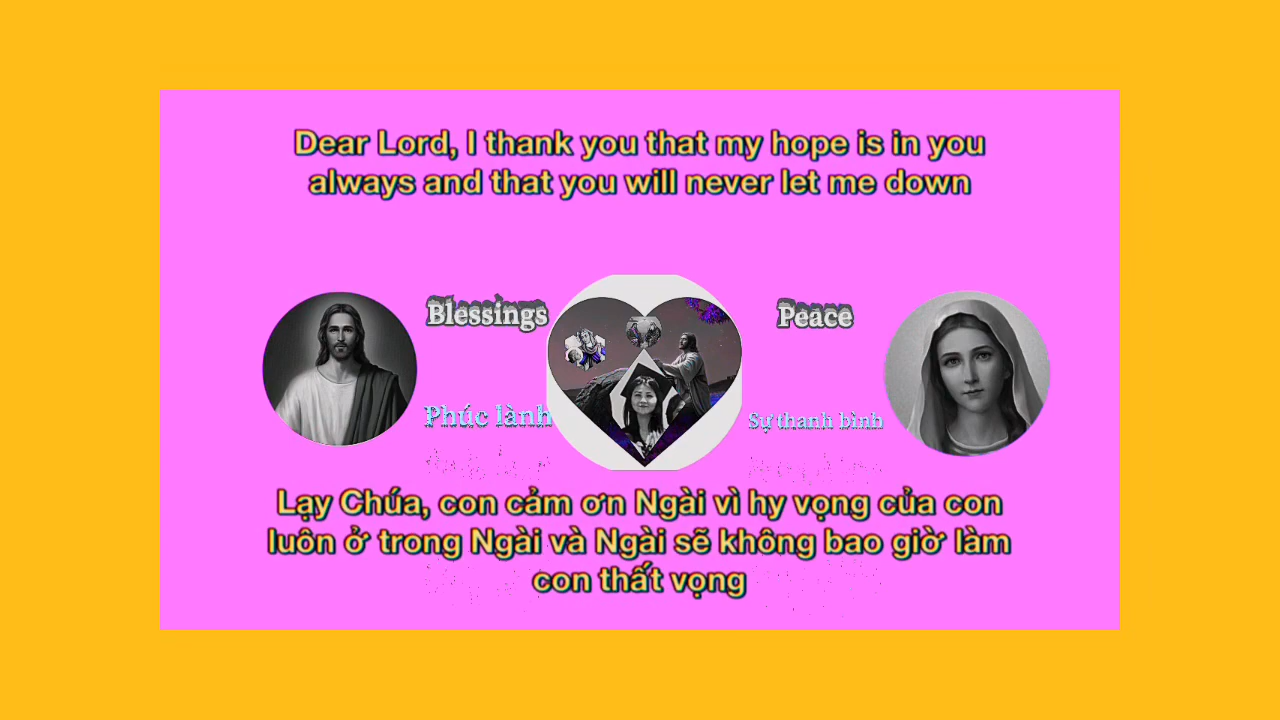 Dear Lord, I thank you that my hope is in you
always and that you will never let me down
Blessings
Peace
Phúc lành
Sự thanh bình
Lạy Chúa, con cảm ơn Ngài vì hy vọng của con
luôn ở trong Ngài và Ngài sẽ không bao giờ làm
con thất vọng